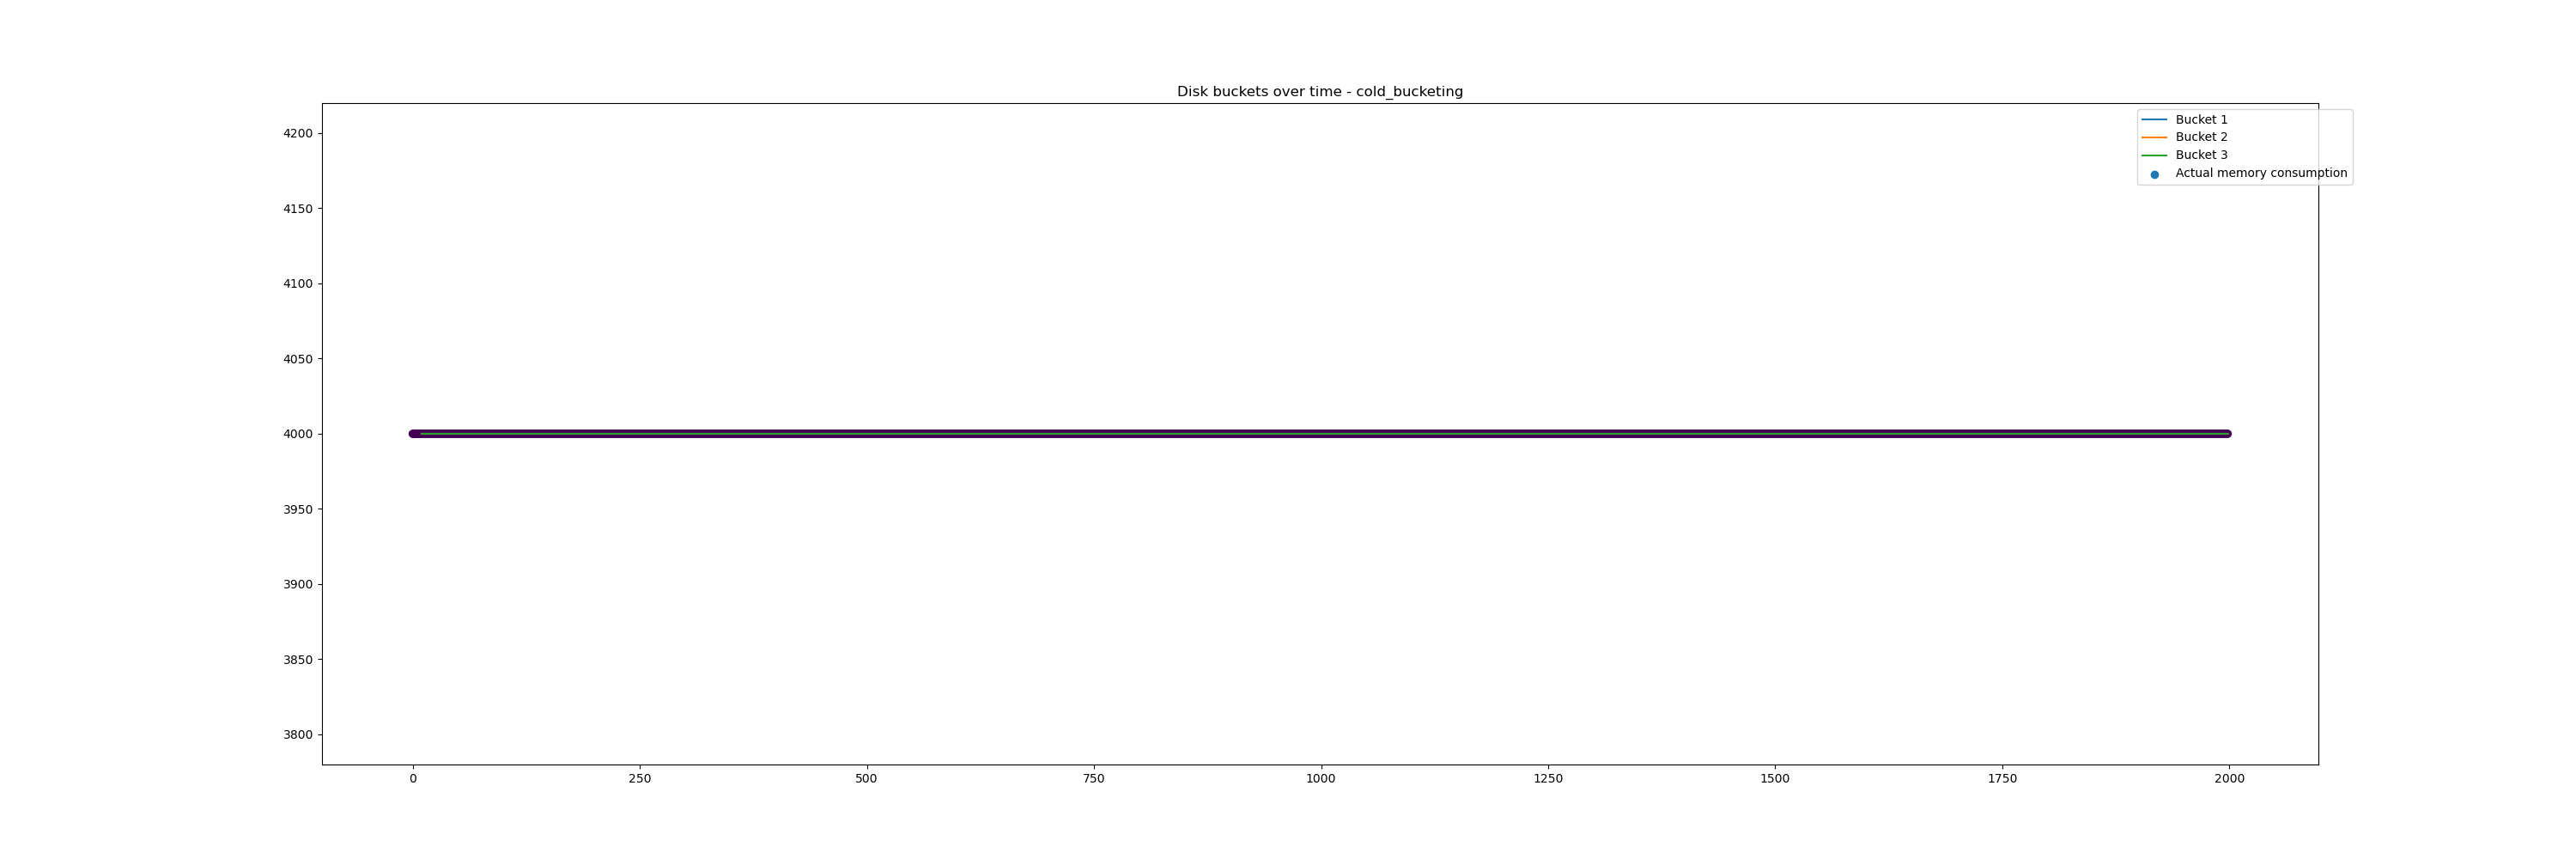 Disk buckets over time - cold_bucketing
Bucket 1
Bucket 2
Bucket 3
Actual memory consumption
4200
4150
4100
4050
4000
3950
3900
3850
3800
0 250 500 750 1000 1250 1500 1750 2000